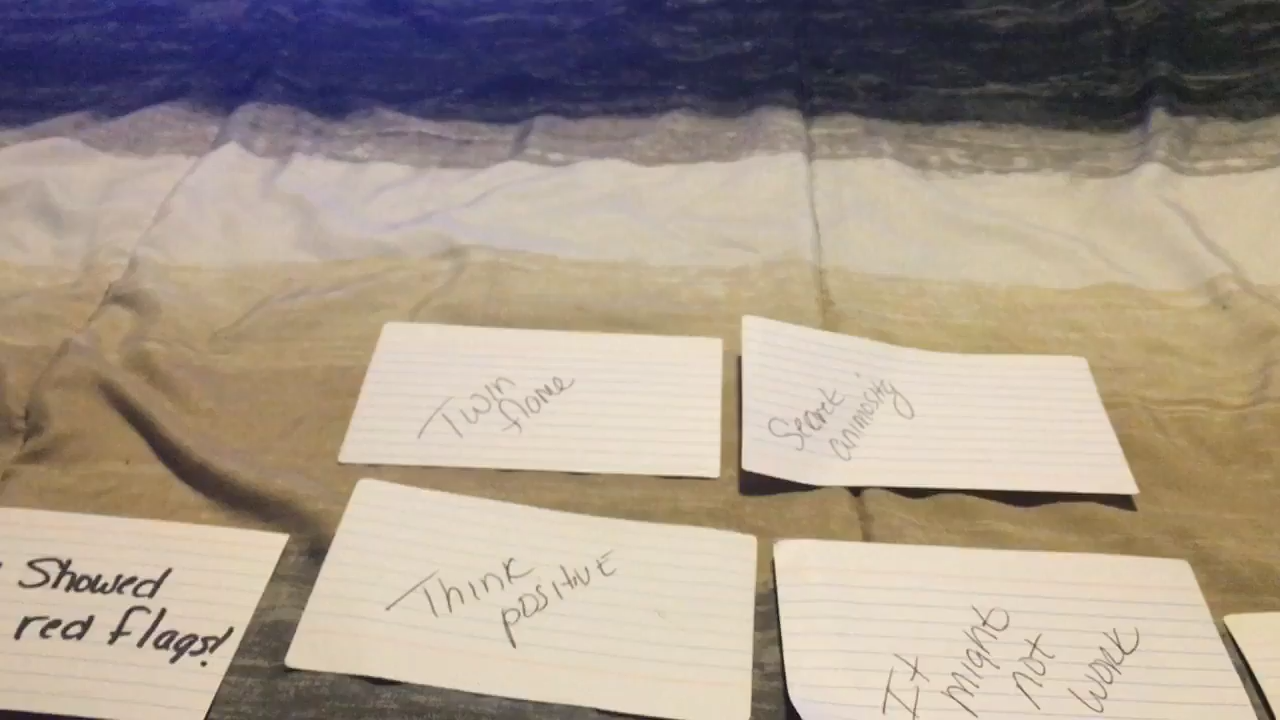 Twin
flame
Secret
animosity
Showed
red flags!
Think
positive
It
might
not
work